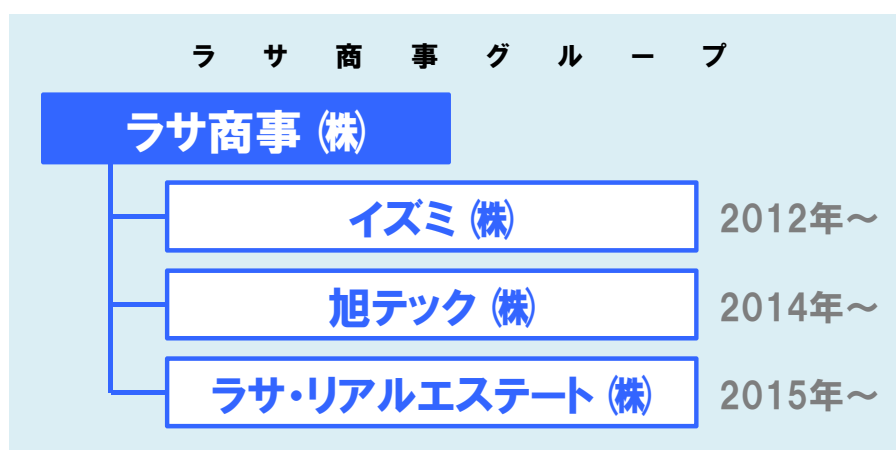 ラサ商事グループ
ラサ商事 ㈱
イズミ ㈱ 2012年～
旭テック ㈱ 2014年～
ラサ・リアルエステート ㈱ 2015年～